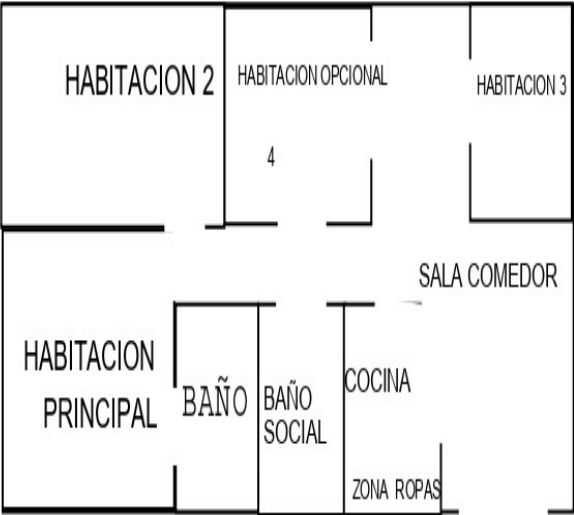 HABITACION 2
HABITACION OPCIONAL
4
HABITACION 3
SALA COMEDOR
HABITACION
PRINCIPAL
BAÑO
BAÑO
SOCIAL
COCINA
ZONA ROPAS